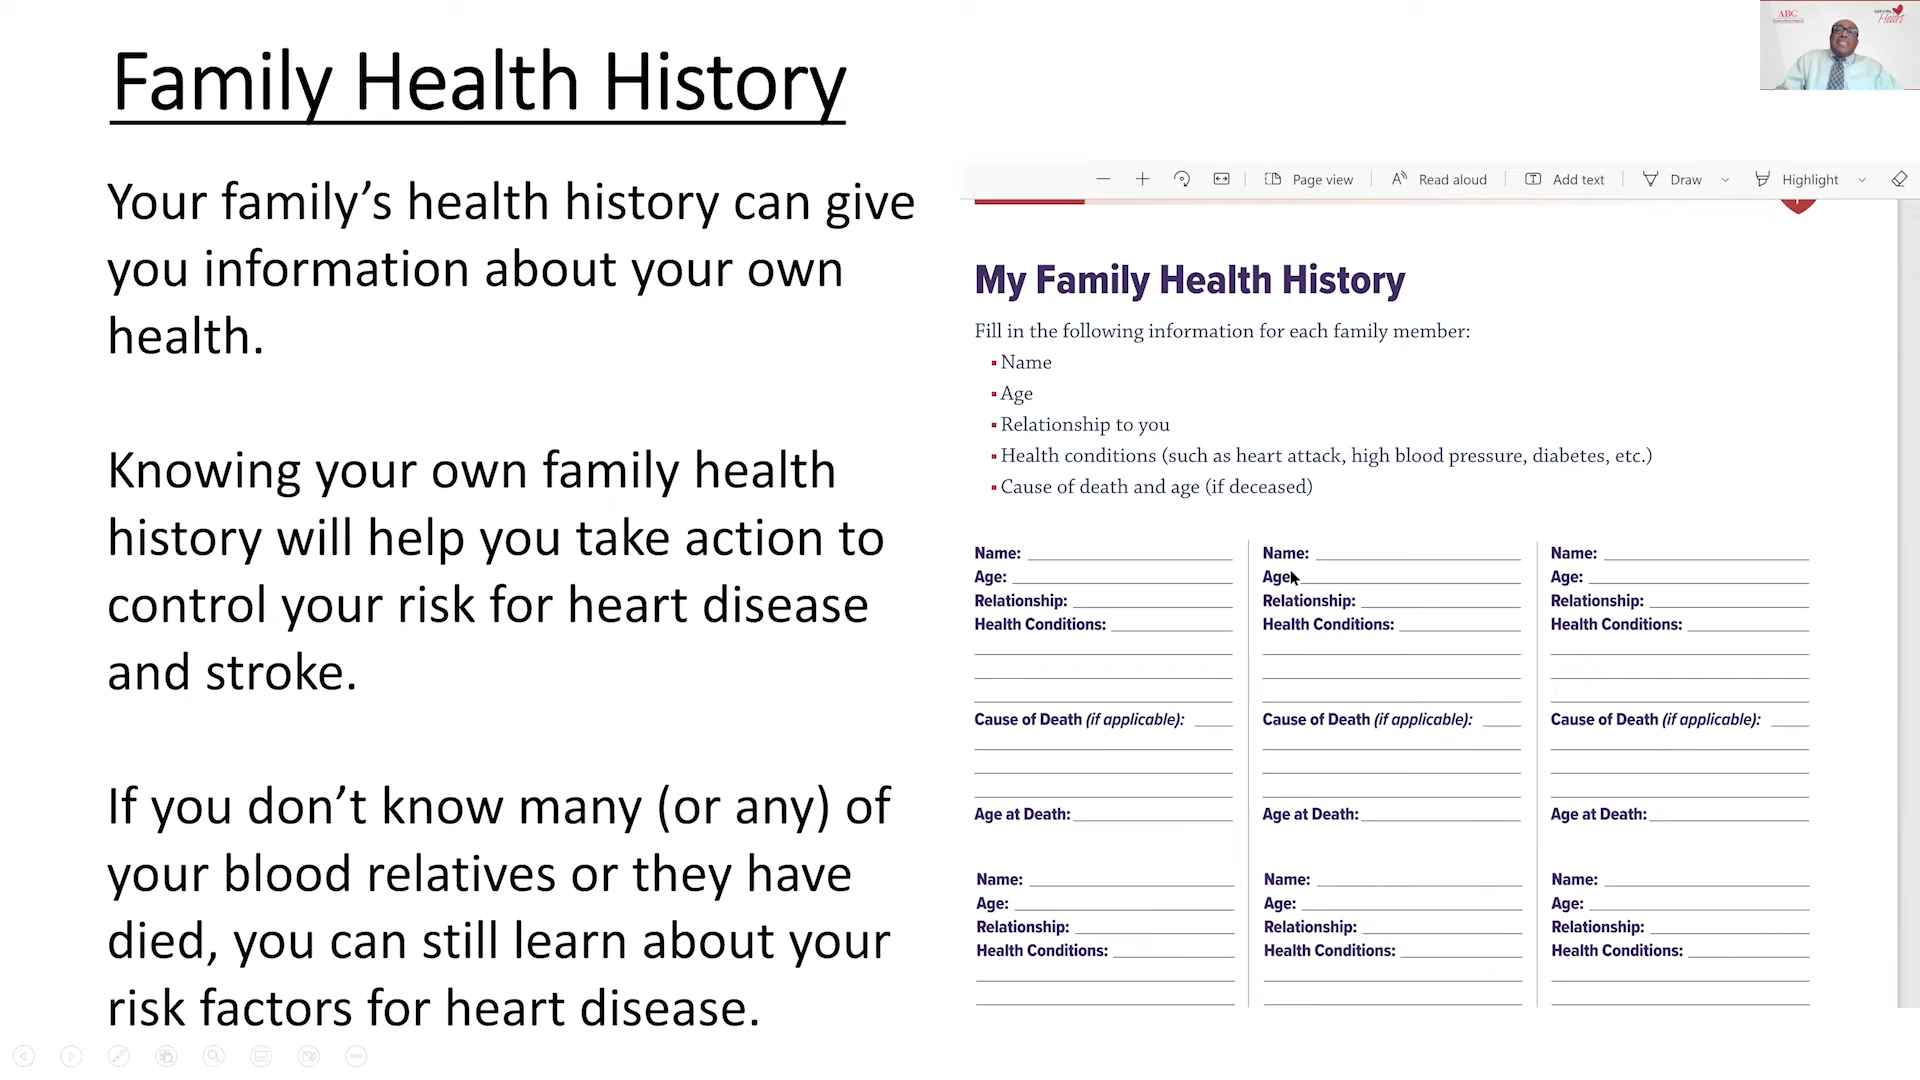 Family Health History
Your family’s health history can give
you information about your own
health.
Knowing your own family health
history will help you take action to
control your risk for heart disease
and stroke.
If you don’t know many (or any) of
your blood relatives or they have
died, you can still learn about your
risk factors for heart disease.
ABC
Heart
Page view
Read aloud
Add text
Draw
Highlight
My Family Health History
Fill in the following information for each family member:
Name
Age
Relationship to you
Health conditions (such as heart attack, high blood pressure, diabetes, etc.)
Cause of death and age (if deceased)
Name: Name: Name:
Age: Age: Age:
Relationship: Relationship: Relationship:
Health Conditions: Health Conditions: Health Conditions:
Cause of Death (if applicable): Cause of Death (if applicable): Cause of Death (if applicable):
Age at Death: Age at Death: Age at Death:
Name: Name: Name:
Age: Age: Age:
Relationship: Relationship: Relationship:
Health Conditions: Health Conditions: Health Conditions: